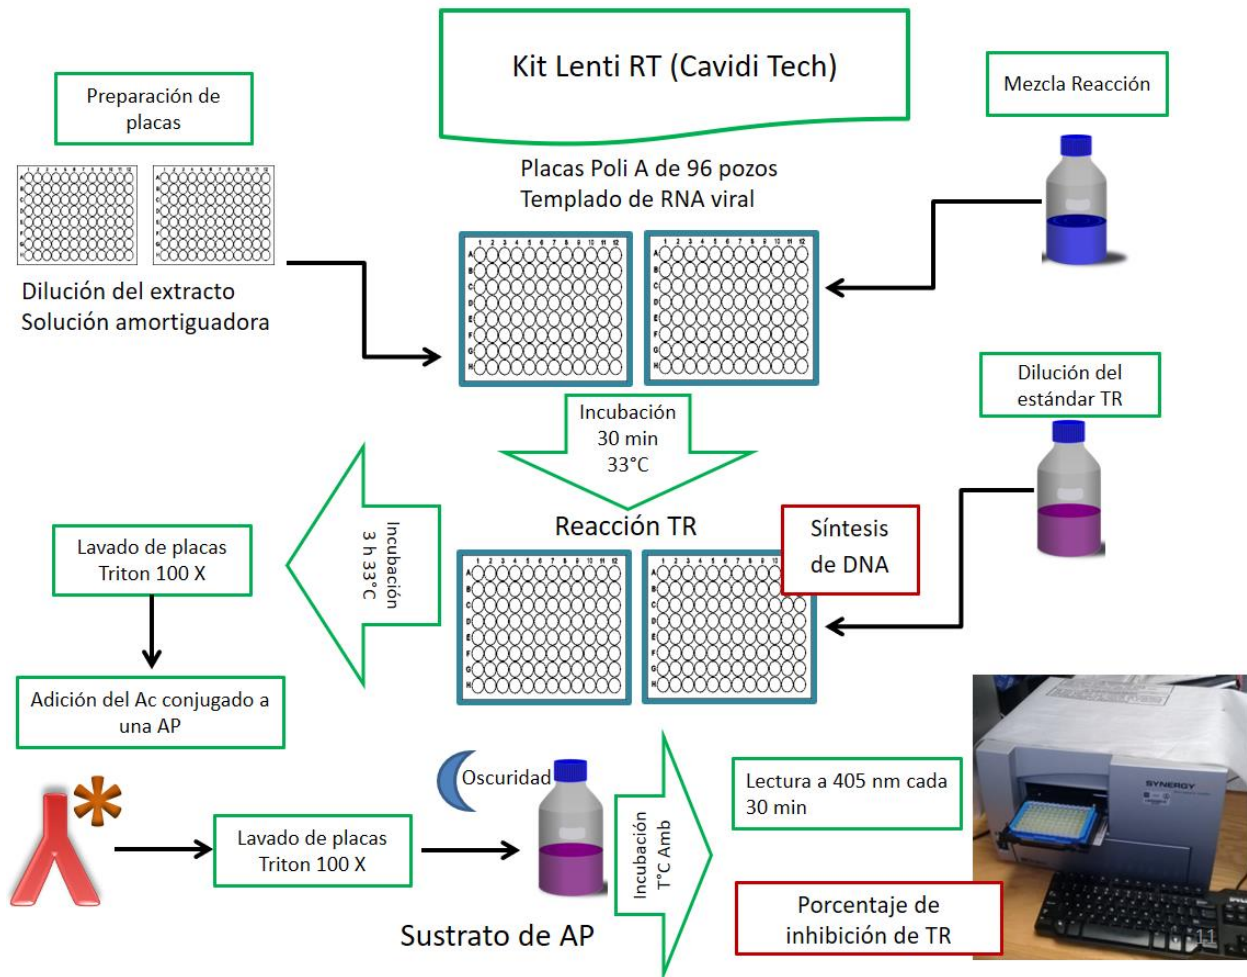 Kit Lenti RT (Cavidi Tech)
Preparación de
placas
Mezcla Reacción
Placas Poli A de 96 pozos
Templado de RNA viral
Dilución del extracto
Solución amortiguadora
Dilución del
estándar TR
Incubación
30 min
33°C
Reacción TR
Síntesis
de DNA
Incubación
3 h 33°C
Lavado de placas
Triton 100 X
Adición del Ac conjugado a
una AP
Oscuridad
Lavado de placas
Triton 100 X
Sustrato de AP
Incubación
T°C Amb
Lectura a 405 nm cada
30 min
SYNERGY
Porcentaje de
inhibición de TR
11